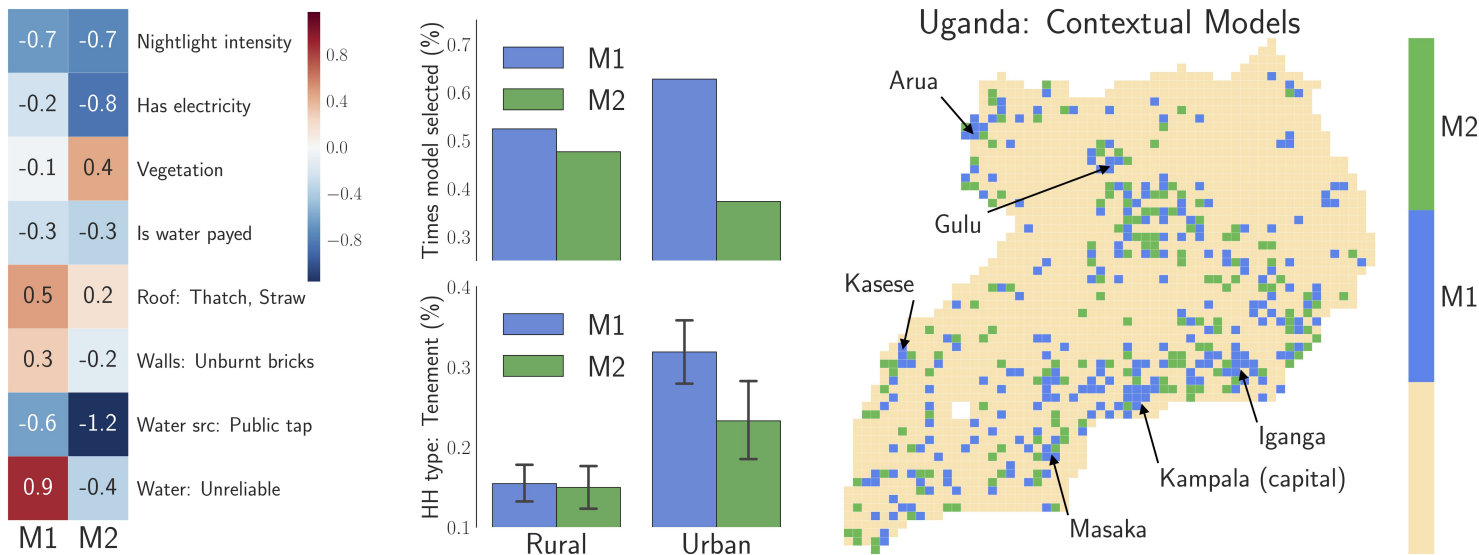 -0.7 -0.7 Nightlight intensity
-0.2 -0.8 Has electricity
-0.1 0.4 Vegetation
-0.3 -0.3 Is water payed
0.5 0.2 Roof: Thatch, Straw
0.3 -0.2 Walls: Unburnt bricks
-0.6 -1.2 Water src: Public tap
0.9 -0.4 Water: Unreliable
M1 M2
0.8
0.4
0.0
−0.4
−0.8
Times model selected (%)
0.7
0.6
0.5
0.4
0.3
M1
M2
HH type: Tenement (%)
0.4
0.3
0.2
0.1
M1
M2
Rural Urban
Uganda: Contextual Models
Arua
Gulu
Kasese
Iganga
Kampala (capital)
Masaka
M2
M1